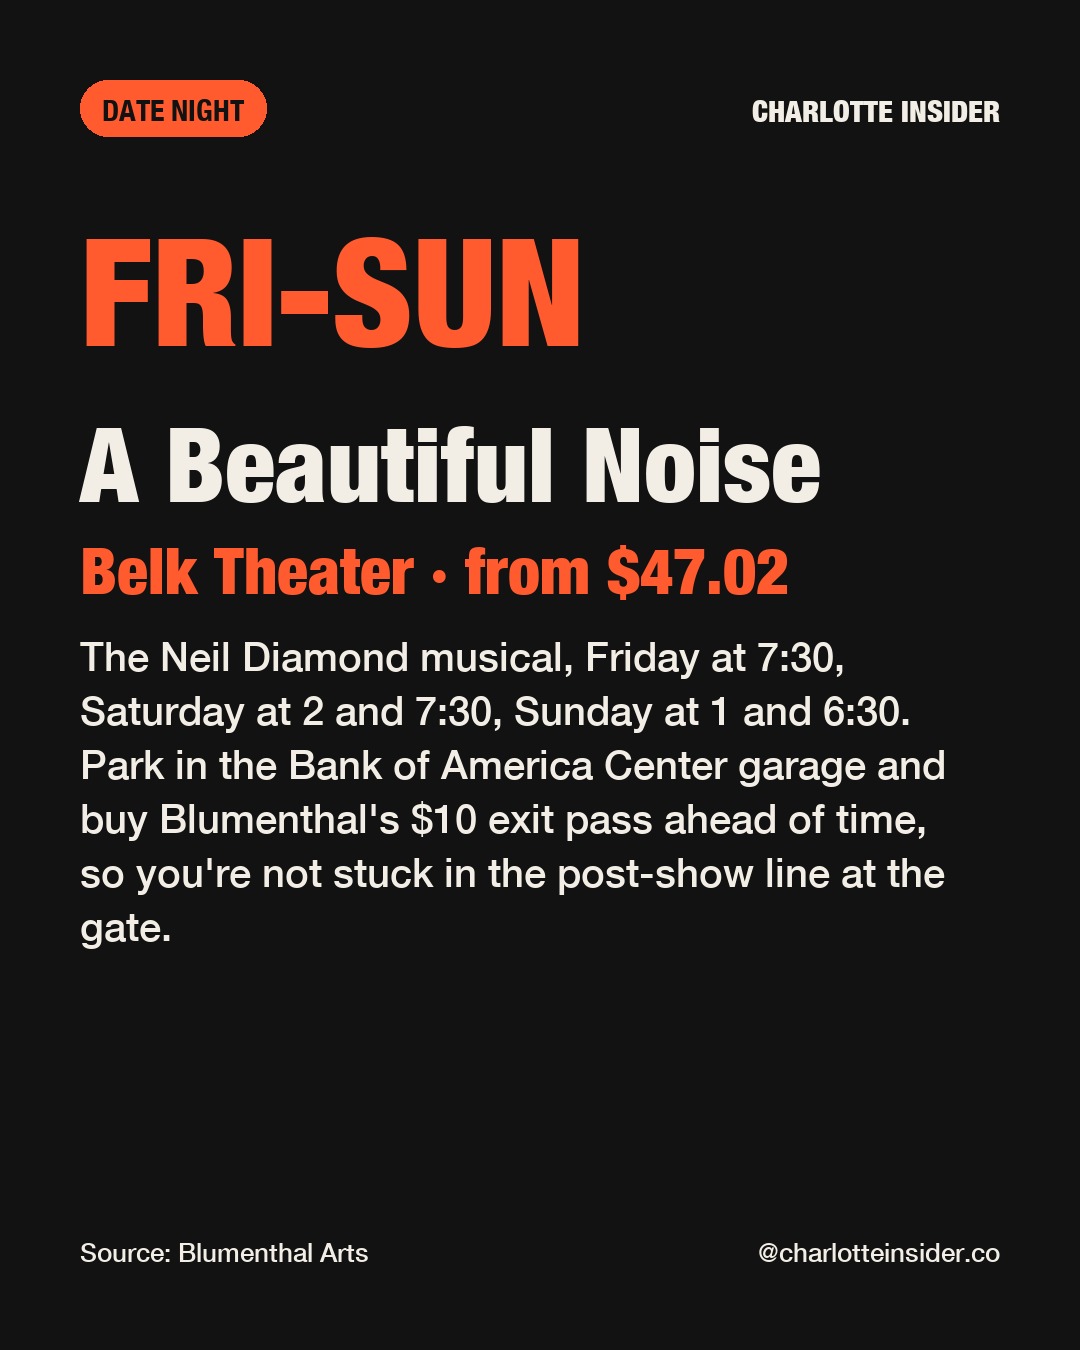 DATE NIGHT
CHARLOTTE INSIDER
FRI-SUN
A Beautiful Noise
Belk Theater · from $47.02
The Neil Diamond musical, Friday at 7:30,
Saturday at 2 and 7:30, Sunday at 1 and 6:30.
Park in the Bank of America Center garage and
buy Blumenthal's $10 exit pass ahead of time,
so you're not stuck in the post-show line at the
gate.
Source: Blumenthal Arts
@charlotteinsider.co